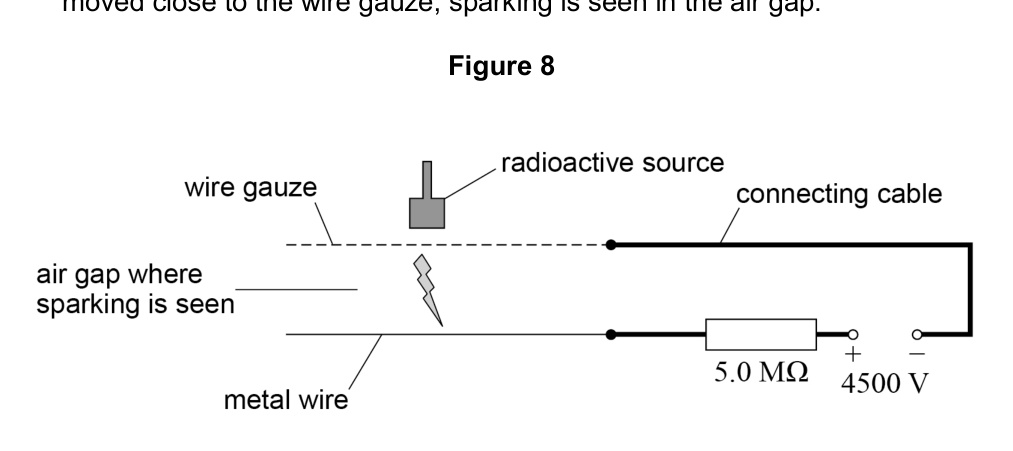 moved close to the wire gauze, sparking is seen in the air gap.
Figure 8
radioactive source
wire gauze
connecting cable
air gap where
sparking is seen
5.0 MΩ
+
−
4500 V
metal wire